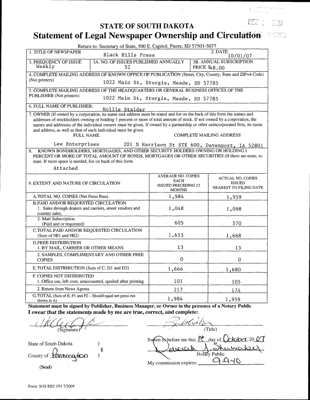 STATE OF SOUTH DAKOTA
Statement of Legal Newspaper Ownership and Circulation
Return to: Secretary of State, 500 E. Capitol, Pierre, SD 57501-5077
1. TITLE OF NEWSPAPER
Black Hills Press
2. DATE
10/01/07
3. FREQUENCY OF ISSUE
Weekly
3A. NO. OF ISSUES PUBLISHED ANNUALLY
52
3B. ANNUAL SUBSCRIPTION
PRICE $48.00
4. COMPLETE MAILING ADDRESS OF KNOWN OFFICE OF PUBLICATION (Street, City, County, State and ZIP+4 Code)
(Not printers)
1022 Main St, Sturgis, Meade, SD 57785
5. COMPLETE MAILING ADDRESS OF THE HEADQUARTERS OR GENERAL BUSINESS OFFICES OF THE
PUBLISHER (Not printer)
1022 Main St, Sturgis, Meade, SD 57785
6. FULL NAME OF PUBLISHER:
Hollie Stalder
7. OWNER (If owned by a corporation, its name and address must be stated and for on the back of this form the names and
addresses of stockholders owning or holding 1 percent or more of total amount of stock. If not owned by a corporation, the
names and addresses of the individual owners must be given. If owned by a partnership or other unincorporated firm, its name
and address, as well as that of each individual must be given.
FULL NAME
COMPLETE MAILING ADDRESS
Lee Enterprises
201 N Harrison St STE 600, Davenport, IA 52801
8. KNOWN BONDHOLDERS, MORTGAGES, AND OTHER SECURITY HOLDERS OWNING OR HOLDING 1
PERCENT OR MORE OF TOTAL AMOUNT OF BONDS, MORTGAGES OR OTHER SECURITIES (If there are none, so
state. If more space is needed, list on back of this form.
Attached
9. EXTENT AND NATURE OF CIRCULATION
AVERAGE NO. COPIES
EACH
ISSUED PRECEDING 12
MONTHS
ACTUAL NO. COPIES
ISSUED
NEAREST TO FILING DATE
A. TOTAL NO. COPIES (Net Press Run)
1,984
1,959
B. PAID AND/OR REQUESTED CIRCULATION
1. Sales through dealers and carriers, street vendors and
counter sales.
1,048
1,098
2. Mail Subscription
(Paid and or requested)
605
570
C. TOTAL PAID AND/OR REQUESTED CIRCULATION
(Sum of 9B1 and 9B2)
1,653
1,668
D. FREE DISTRIBUTION
1. BY MAIL, CARRIER OR OTHER MEANS
13
13
2. SAMPLES, COMPLIMENTARY AND OTHER FREE
COPIES
0
0
E. TOTAL DISTRIBUTION (Sum of C, D1 and D2)
1,666
1,680
F. COPIES NOT DISTRIBUTED
1. Office use, left over, unaccounted, spoiled after printing
101
105
2. Return from News Agents
217
174
G. TOTAL (Sum of E, F1 and F2 - Should equal net press run
shown in A)
1,984
1,959
Statement must be signed by Publisher, Business Manager, or Owner in the presence of a Notary Public
I swear that the statements made by me are true, correct, and complete:
(Signature)
(Title)
State of South Dakota )
County of Pennington )
(Seal)
Sworn to before me this 1st day of October, 2007
Notary Public
My commission expires: 9-9-10
Form: SOS REC 051 7/2004